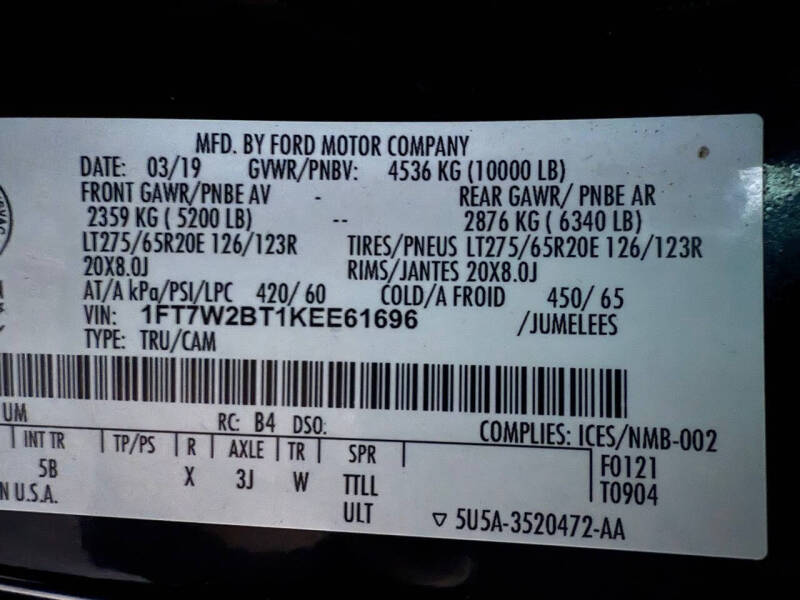 MFD. BY FORD MOTOR COMPANY
DATE: 03/19 GVWR/PNBV: 4536 KG (10000 LB)
FRONT GAWR/PNBE AV - REAR GAWR/ PNBE AR
2359 KG ( 5200 LB) -- 2876 KG ( 6340 LB)
LT275/65R20E 126/123R TIRES/PNEUS LT275/65R20E 126/123R
20X8.0J RIMS/JANTES 20X8.0J
AT/A kPa/PSI/LPC 420/ 60 COLD/A FROID 450/ 65
VIN: 1FT7W2BT1KEE61696 /JUMELEES
TYPE: TRU/CAM
UM RC: B4 DSO:
COMPLIES: ICES/NMB-002
INT TR TP/PS R AXLE TR SPR F0121
5B X 3J W TTLL T0904
N U.S.A. ULT ▽ 5U5A-3520472-AA